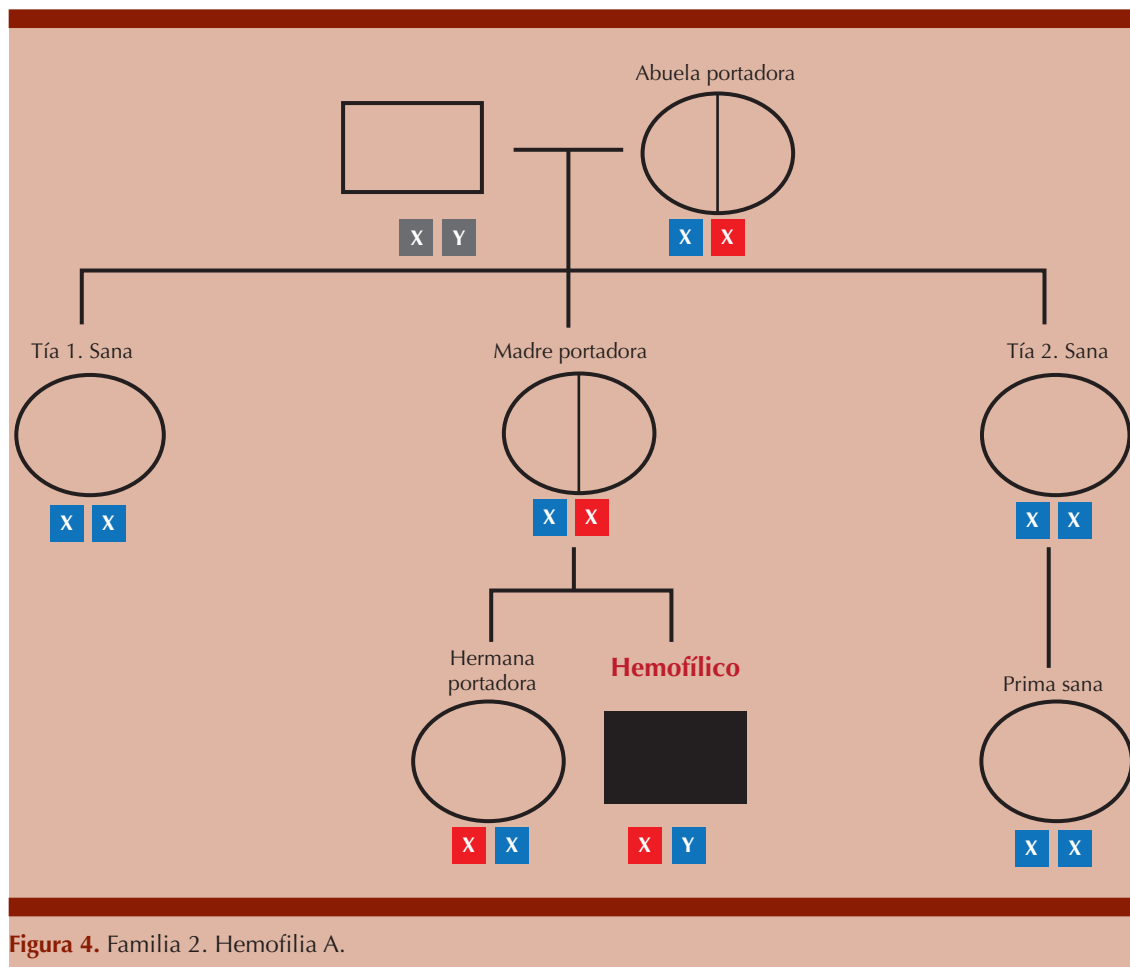 Abuela portadora
X Y
X X
Tía 1. Sana
Madre portadora
Tía 2. Sana
X X
X X
X X
Hermana
portadora
Hemofílico
Prima sana
X X
X Y
X X
Figura 4. Familia 2. Hemofilia A.